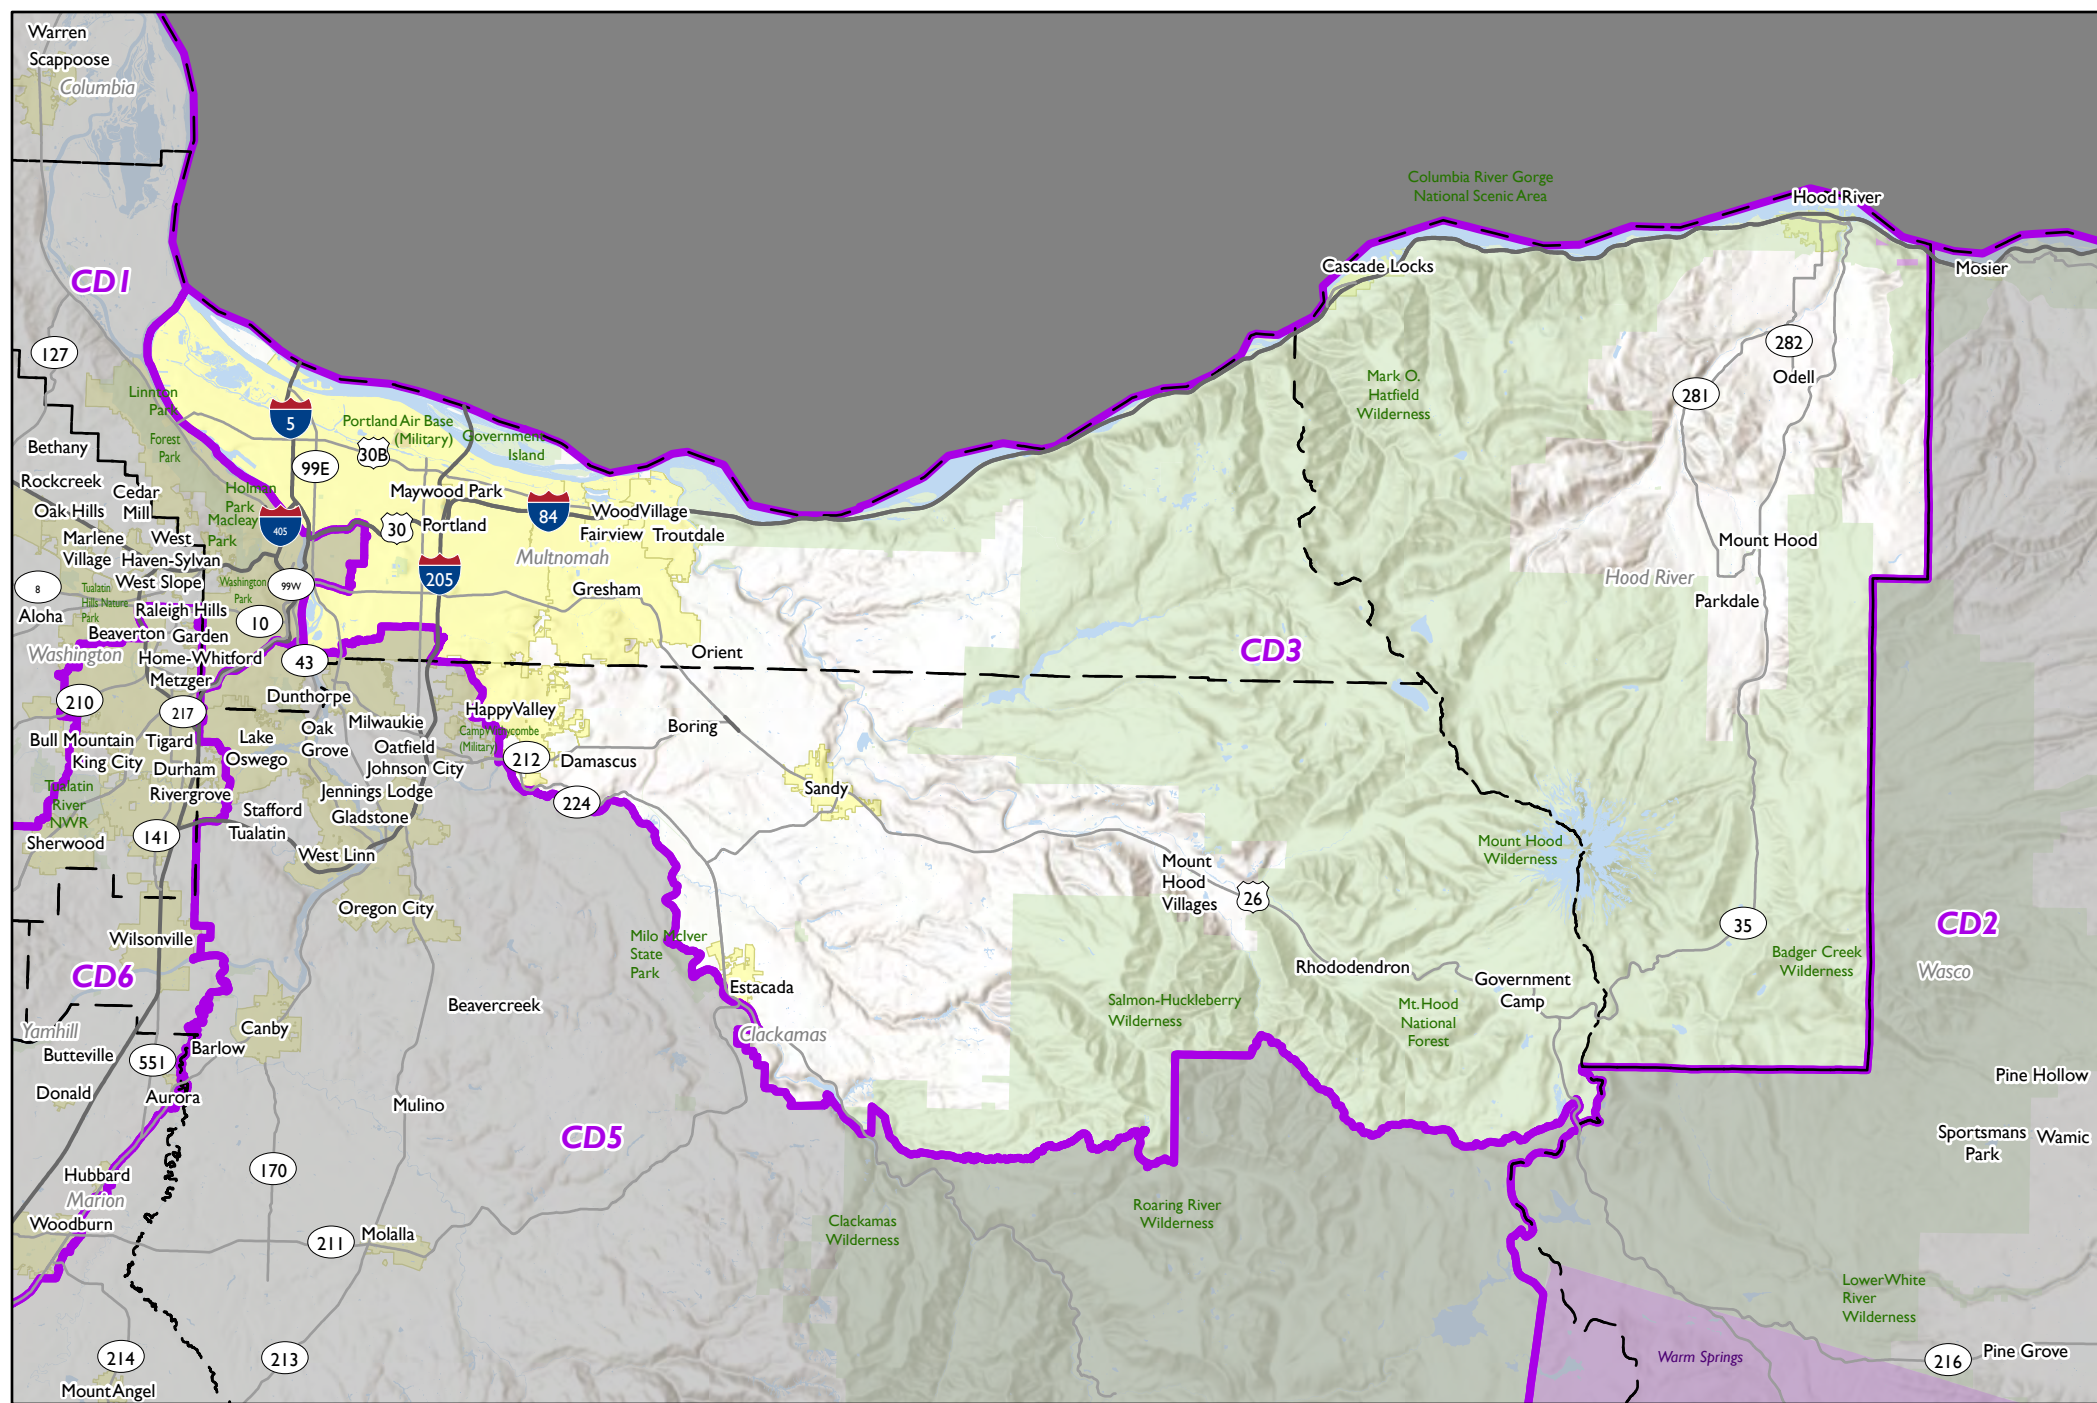 Warren
Scappoose
Columbia
Columbia River Gorge
National Scenic Area
Hood River
Cascade Locks
Mosier
CD1
127
282
Odell
281
Mark O.
Hatfield
Wilderness
Linnton
Park
5
Portland Air Base
(Military)
Government
Island
30B
99E
Forest
Park
Bethany
Rockcreek
Cedar
Mill
Oak Hills
Holman
Park
Macleay
Park
405
Maywood Park
84
Wood Village
30
Portland
Fairview
Troutdale
Multnomah
Marlene
Village
West
Haven-Sylvan
West Slope
205
Gresham
Mount Hood
Hood River
Parkdale
8
Tualatin
Hills Nature
Park
Washington
Park
99W
Aloha
Raleigh Hills
10
Beaverton
Garden
Home-Whitford
Washington
43
Orient
CD3
Metzger
210
217
Dunthorpe
Happy Valley
Milwaukie
Oak
Grove
Boring
Camp Withycombe
(Military)
Bull Mountain
Tigard
Lake
Oswego
Oatfield
212
Damascus
King City
Durham
Johnson City
Tualatin
River
NWR
Rivergrove
Jennings Lodge
224
Sandy
Stafford
Gladstone
Sherwood
141
Tualatin
West Linn
Mount Hood
Wilderness
Mount
Hood
Villages
26
Oregon City
35
CD2
Wilsonville
Milo McIver
State
Park
Badger Creek
Wilderness
Wasco
CD6
Rhododendron
Government
Camp
Estacada
Beavercreek
Salmon-Huckleberry
Wilderness
Mt. Hood
National
Forest
Yamhill
Canby
Clackamas
Butteville
551
Barlow
Donald
Aurora
Mulino
Pine Hollow
CD5
Sportsmans
Park
Wamic
170
Hubbard
Marion
Woodburn
211
Molalla
Clackamas
Wilderness
Roaring River
Wilderness
Lower White
River
Wilderness
214
213
Warm Springs
216
Pine Grove
Mount Angel